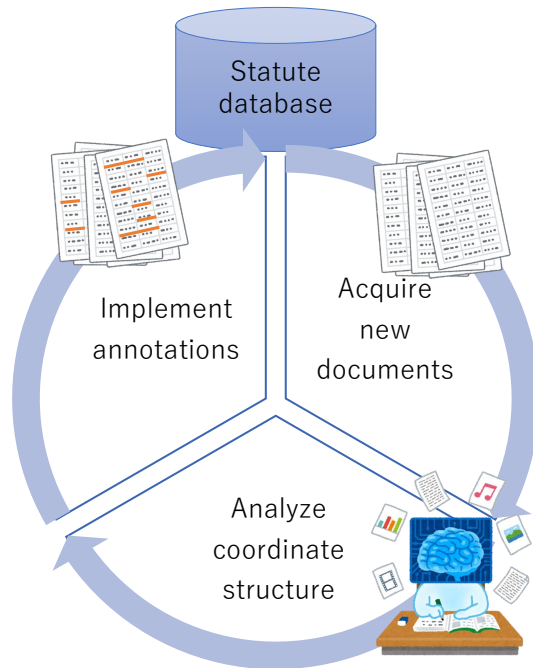 Statute
database
Acquire
new
documents
Implement
annotations
Analyze
coordinate
structure